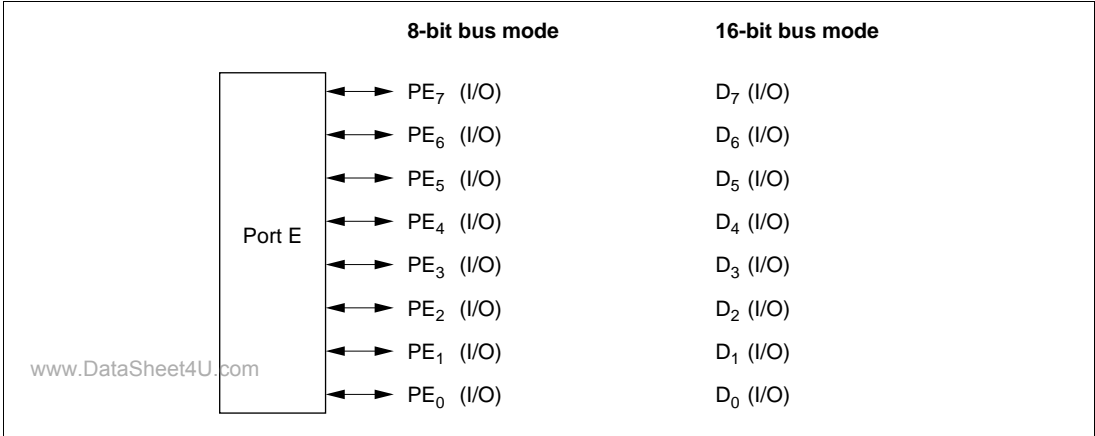 8-bit bus mode 16-bit bus mode
PE7 (I/O) D7 (I/O)
PE6 (I/O) D6 (I/O)
PE5 (I/O) D5 (I/O)
PE4 (I/O) D4 (I/O)
Port E
PE3 (I/O) D3 (I/O)
PE2 (I/O) D2 (I/O)
PE1 (I/O) D1 (I/O)
www.DataSheet4U.com
PE0 (I/O) D0 (I/O)